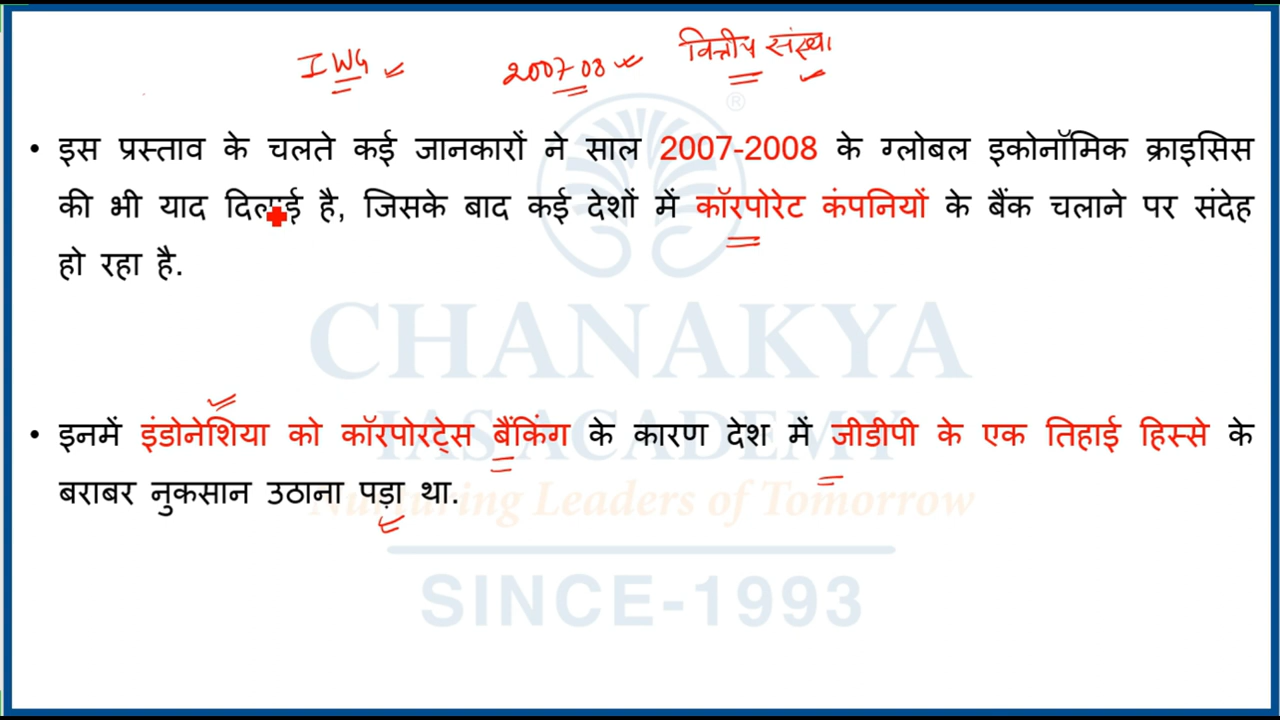 IWG 2007-08 वित्तीय संस्था
• इस प्रस्ताव के चलते कई जानकारों ने साल 2007-2008 के ग्लोबल इकोनॉमिक क्राइसिस
की भी याद दिलाई है, जिसके बाद कई देशों में कॉरपोरेट कंपनियों के बैंक चलाने पर संदेह
हो रहा है.
CHANAKYA
IAS ACADEMY
• इनमें इंडोनेशिया को कॉरपोरेट्स बैंकिंग के कारण देश में जीडीपी के एक तिहाई हिस्से के
बराबर नुकसान उठाना पड़ा था.
Nurturing Leaders of Tomorrow
SINCE-1993